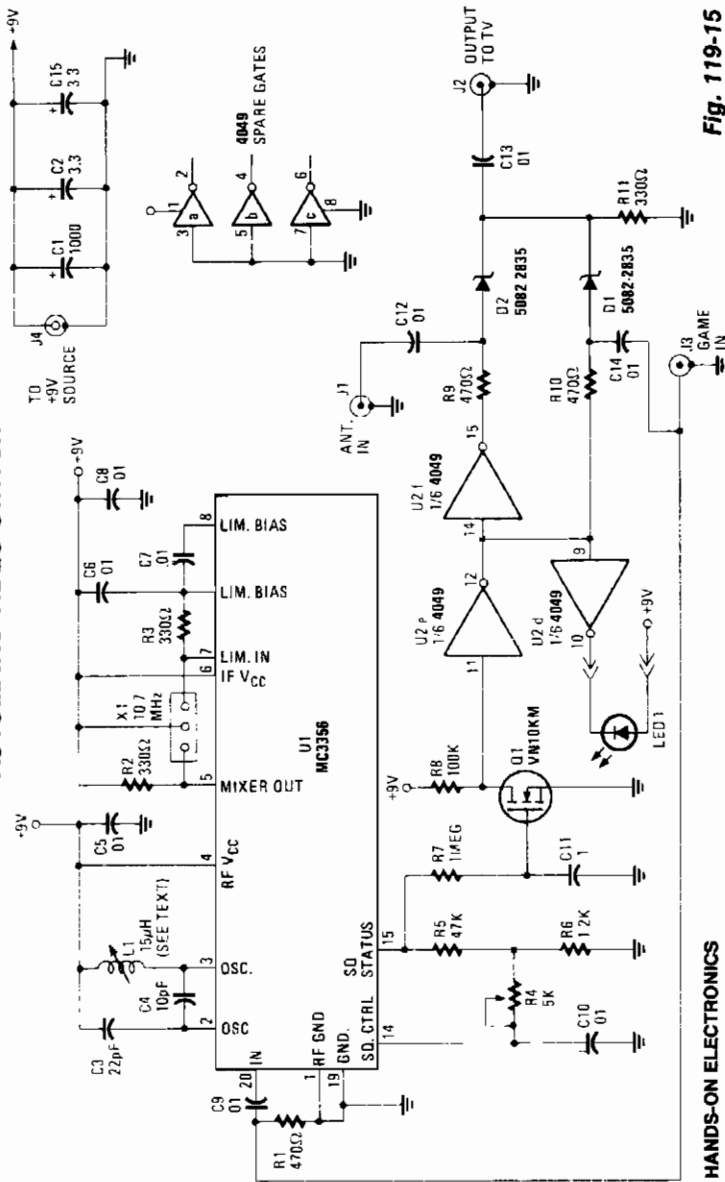 TO
+9V
SOURCE
J4
C1
1000
C2
3.3
C15
3 3
+9V
3
1
2
a
4049
SPARE GATES
5
4
b
7
6
8
c
+9V
C8
01
C6
01
C7
.01
R3
330Ω
X1
10.7
MHz
R2
330Ω
+9V
C5
01
L1
15µH
(SEE TEXT)
C4
10pF
C3
22pF
2
OSC
3
OSC.
4
RF VCC
5
MIXER OUT
6
IF VCC
7
LIM. IN
LIM. BIAS
8
LIM. BIAS
U1
MC3356
C9
01
20
IN
R1
470Ω
1
RF GND
19
GND.
14
SQ. CTRL
15
SQ
STATUS
R5
47K
R4
5K
R6
1.2K
C10
01
R7
1MEG
C11
1
+9V
R8
100K
Q1
VN10KM
U2
1/6 4049
11
12
U2 f
1/6 4049
14
15
U2 d
1/6 4049
9
10
LED1
+9V
J1
ANT.
IN
C12
01
R9
470Ω
D2
5082 2835
R10
470Ω
D1
5082-2835
C14
01
R11
330Ω
C13
01
J2
OUTPUT
TO TV
J3
GAME
IN
HANDS-ON ELECTRONICS
Fig. 119-15